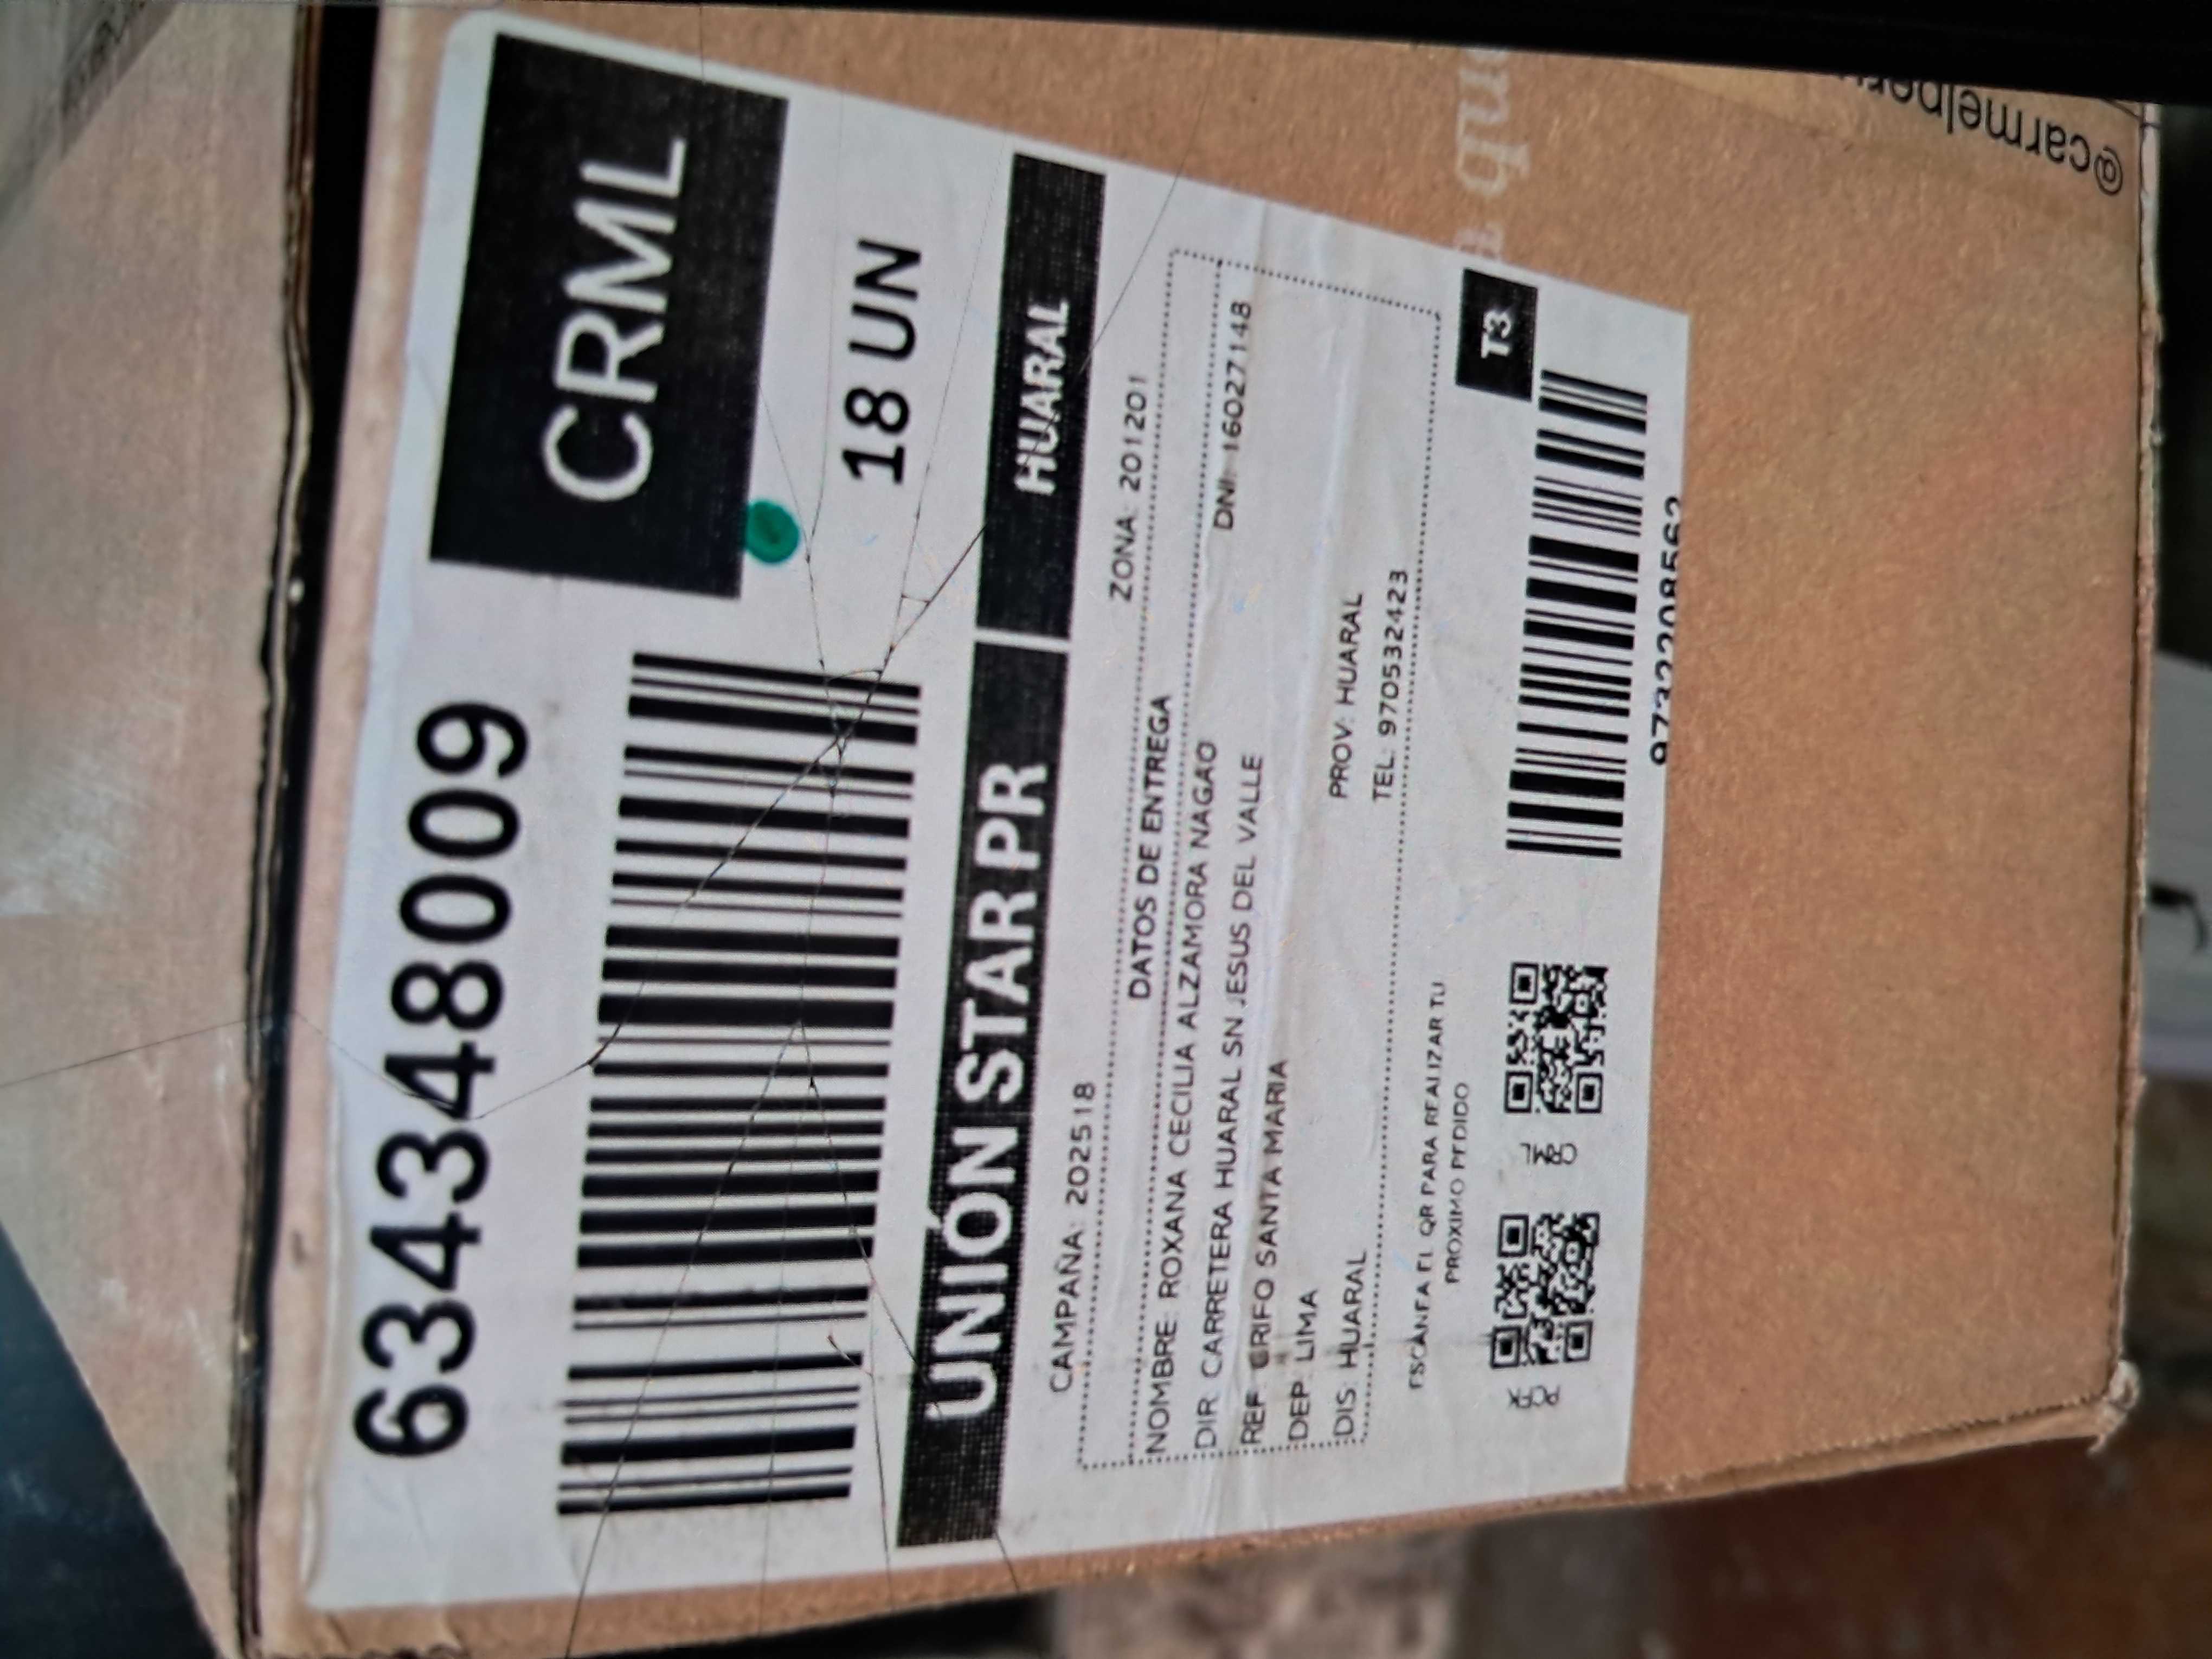 634348009
CRML
18 UN
UNIÓN STAR PR
HUARAL
CAMPAÑA: 202518
ZONA: 201201
DATOS DE ENTREGA
NOMBRE: ROXANA CECILIA ALZAMORA NAGAO
DNI: 16027148
DIR: CARRETERA HUARAL SN JESUS DEL VALLE
REF: GRIFO SANTA MARIA
DEP: LIMA
PROV: HUARAL
DIS: HUARAL
TEL: 970532423
ESCANEA EL QR PARA REALIZAR TU
PROXIMO PEDIDO
T3
PCFK
CRML
9732208562